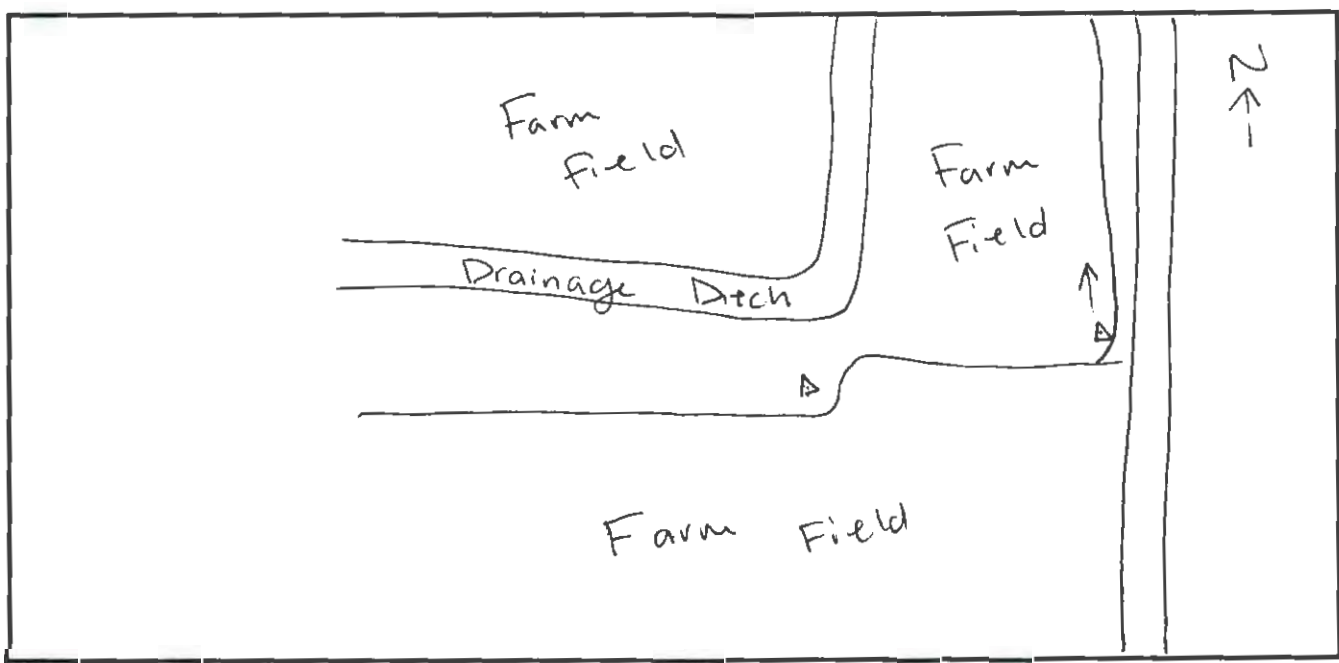 N
Farm
Field
Farm
Field
Drainage Ditch
Farm Field